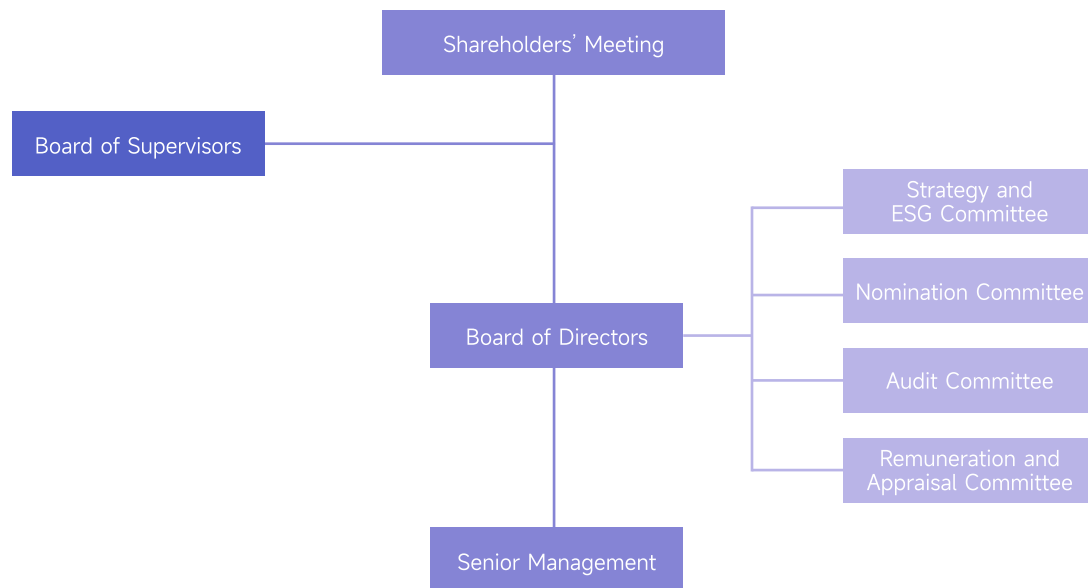 Shareholders’ Meeting
Board of Supervisors
Strategy and
ESG Committee
Nomination Committee
Board of Directors
Audit Committee
Remuneration and
Appraisal Committee
Senior Management